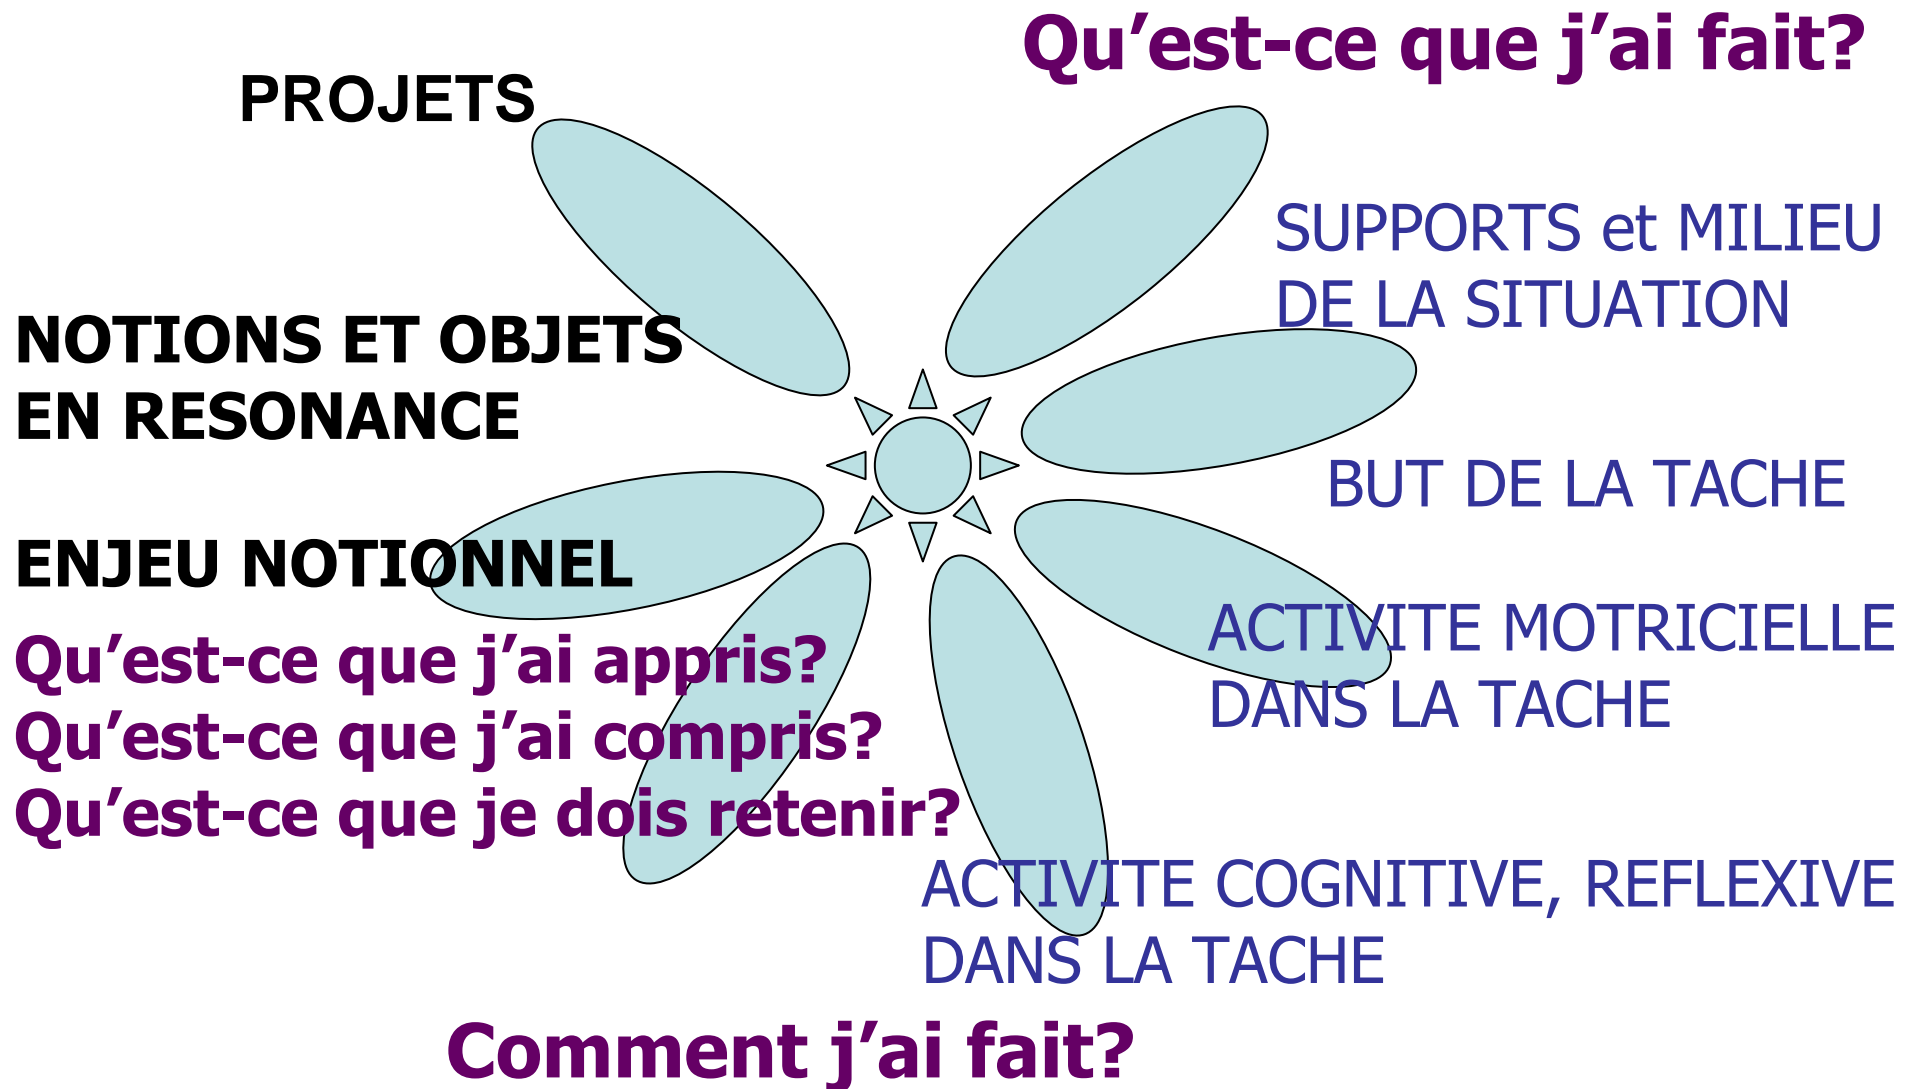 Qu’est-ce que j’ai fait?
PROJETS
SUPPORTS et MILIEU
DE LA SITUATION
NOTIONS ET OBJETS
EN RESONANCE
BUT DE LA TACHE
ENJEU NOTIONNEL
ACTIVITE MOTRICIELLE
DANS LA TACHE
Qu’est-ce que j’ai appris?
Qu’est-ce que j’ai compris?
Qu’est-ce que je dois retenir?
ACTIVITE COGNITIVE, REFLEXIVE
DANS LA TACHE
Comment j’ai fait?